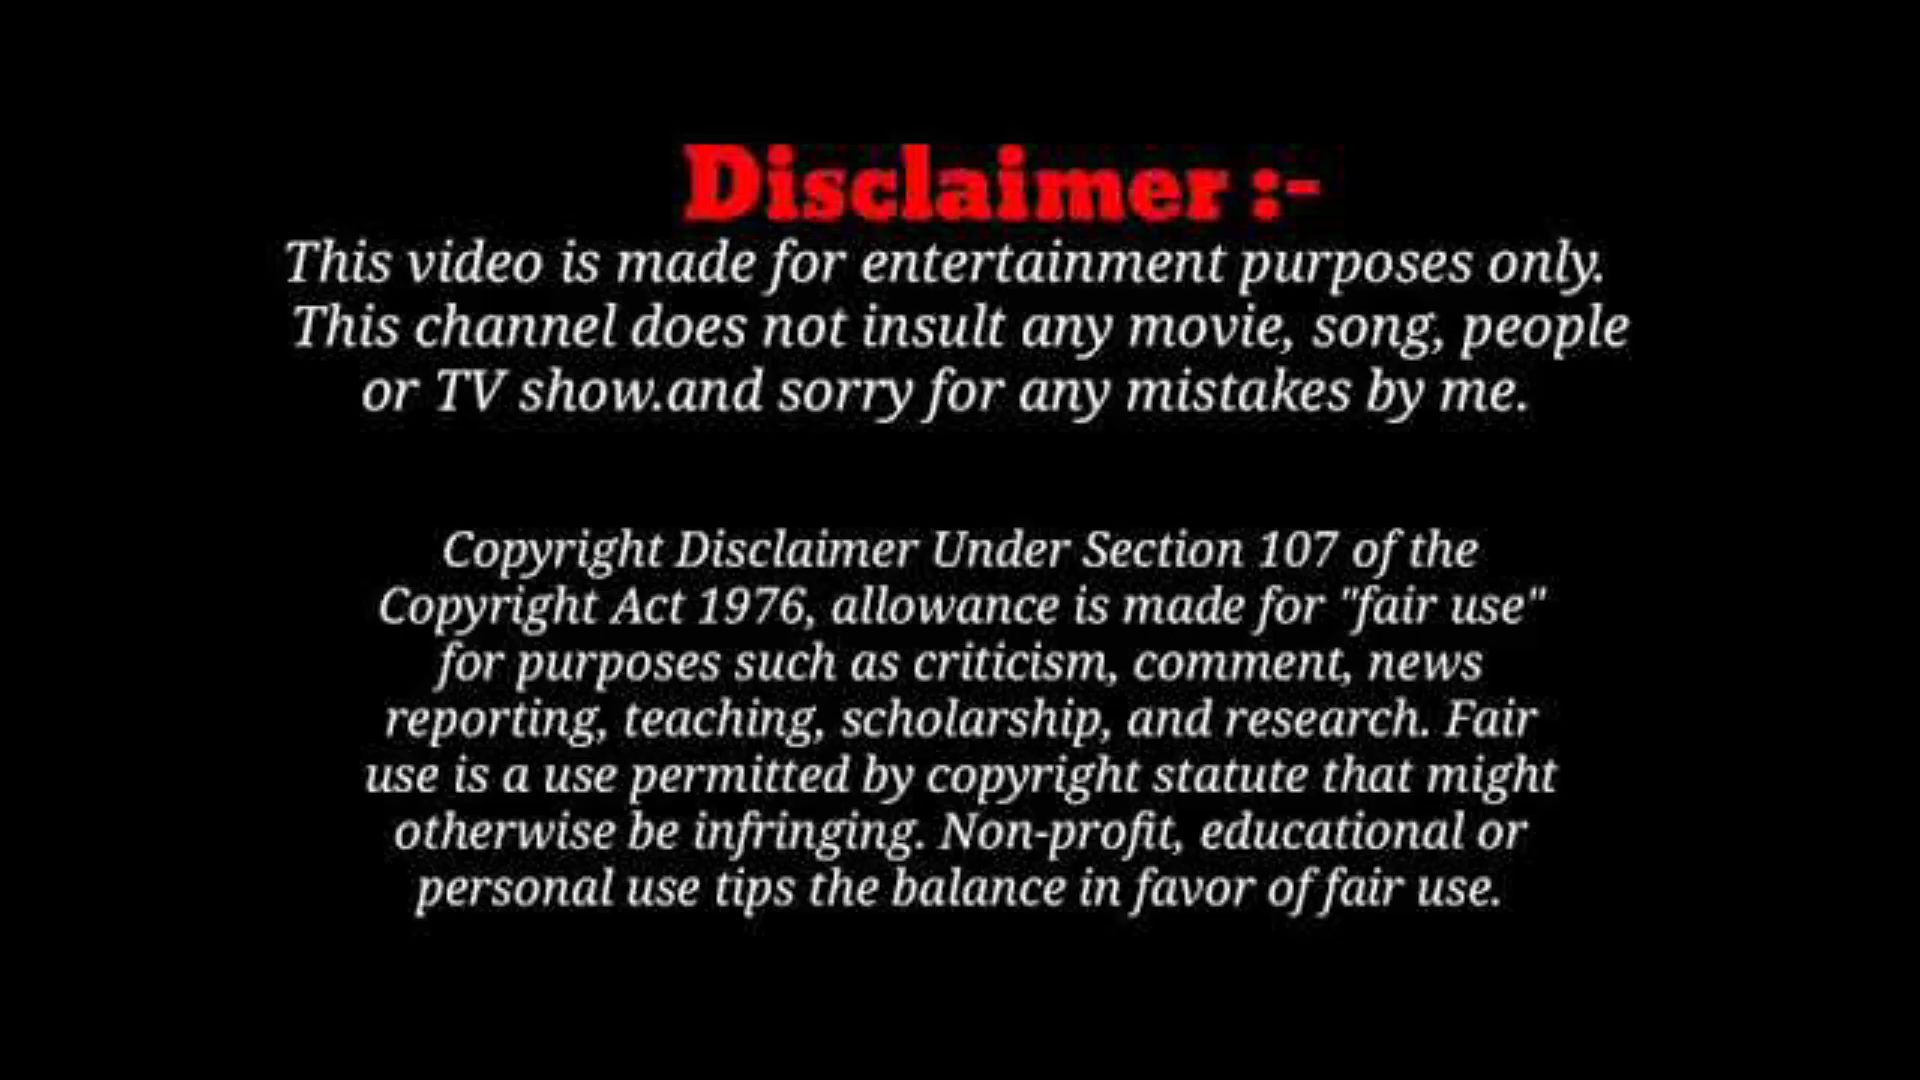 Disclaimer :-
This video is made for entertainment purposes only.
This channel does not insult any movie, song, people
or TV show.and sorry for any mistakes by me.
Copyright Disclaimer Under Section 107 of the
Copyright Act 1976, allowance is made for "fair use"
for purposes such as criticism, comment, news
reporting, teaching, scholarship, and research. Fair
use is a use permitted by copyright statute that might
otherwise be infringing. Non-profit, educational or
personal use tips the balance in favor of fair use.